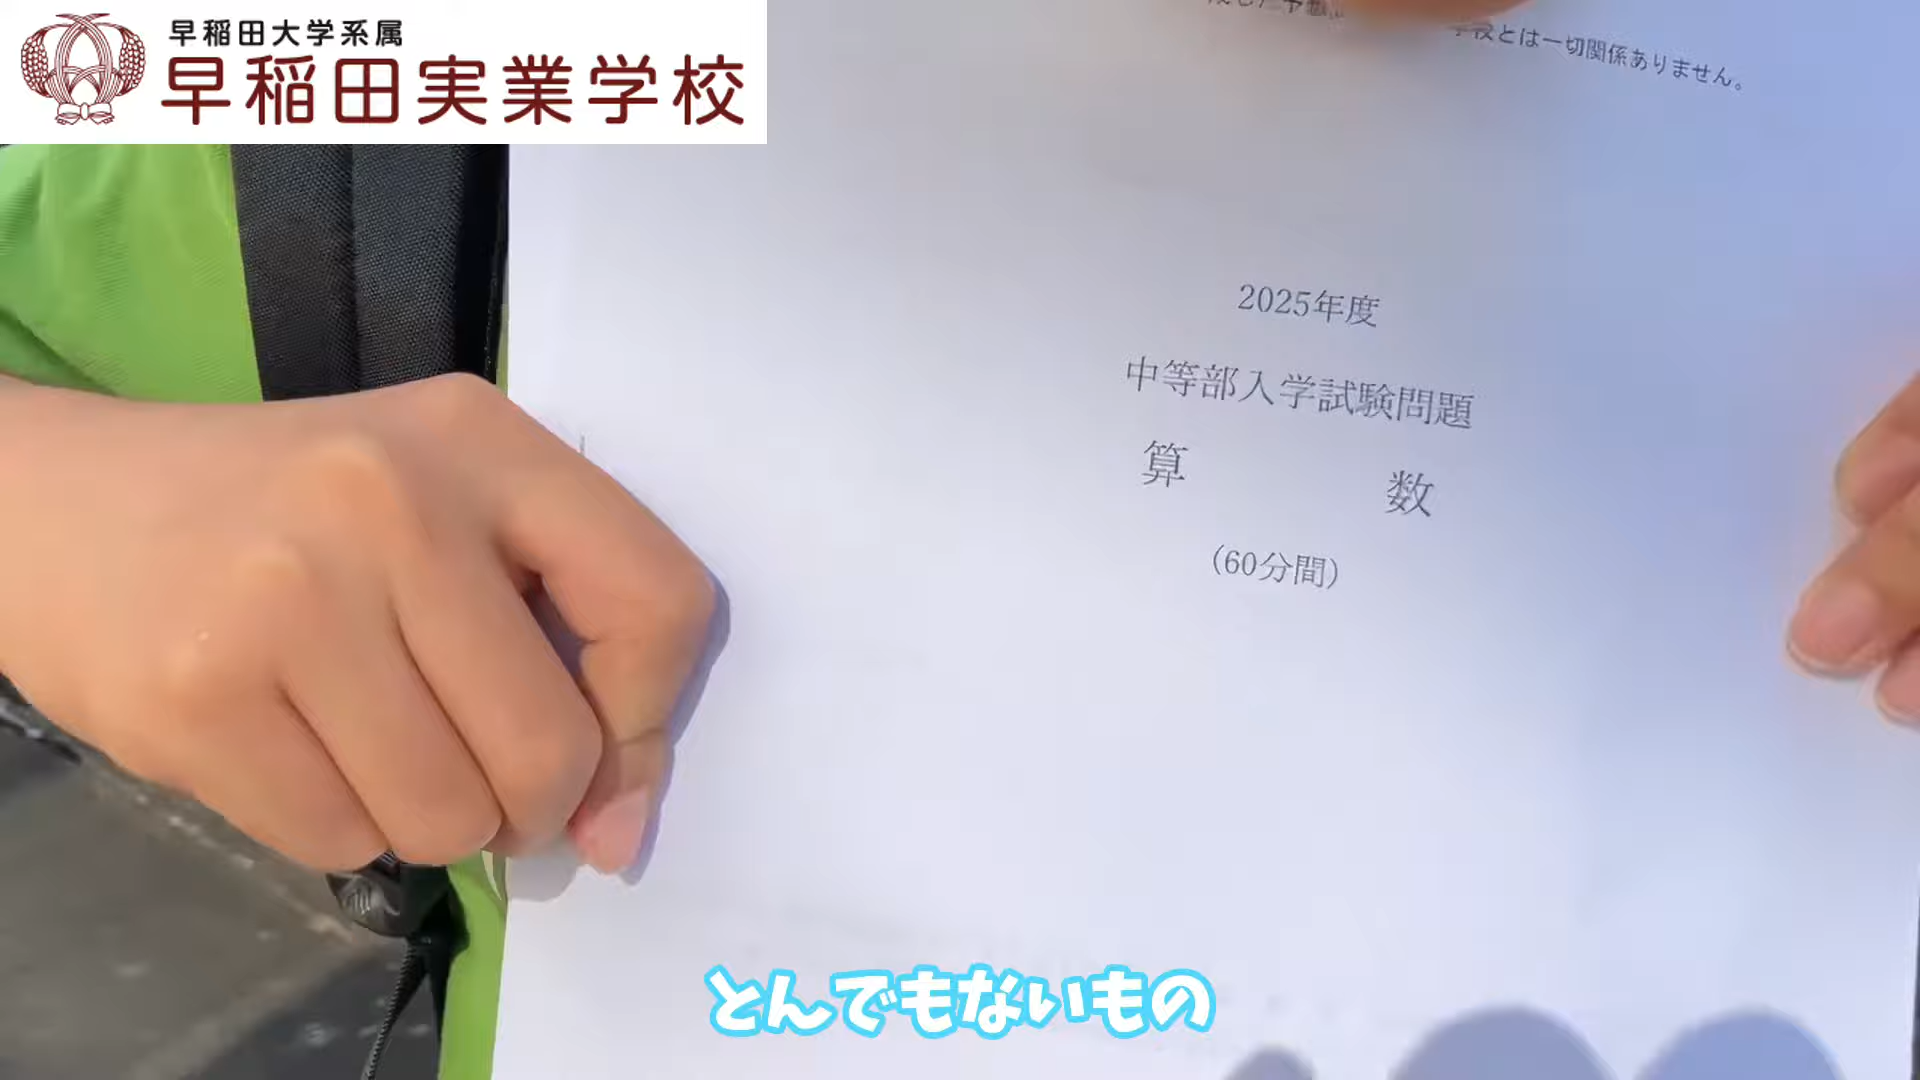 早稲田大学系属
早稲田実業学校
校とは一切関係ありません。
2025年度
中等部入学試験問題
算 数
(60分間)
とんでもないもの